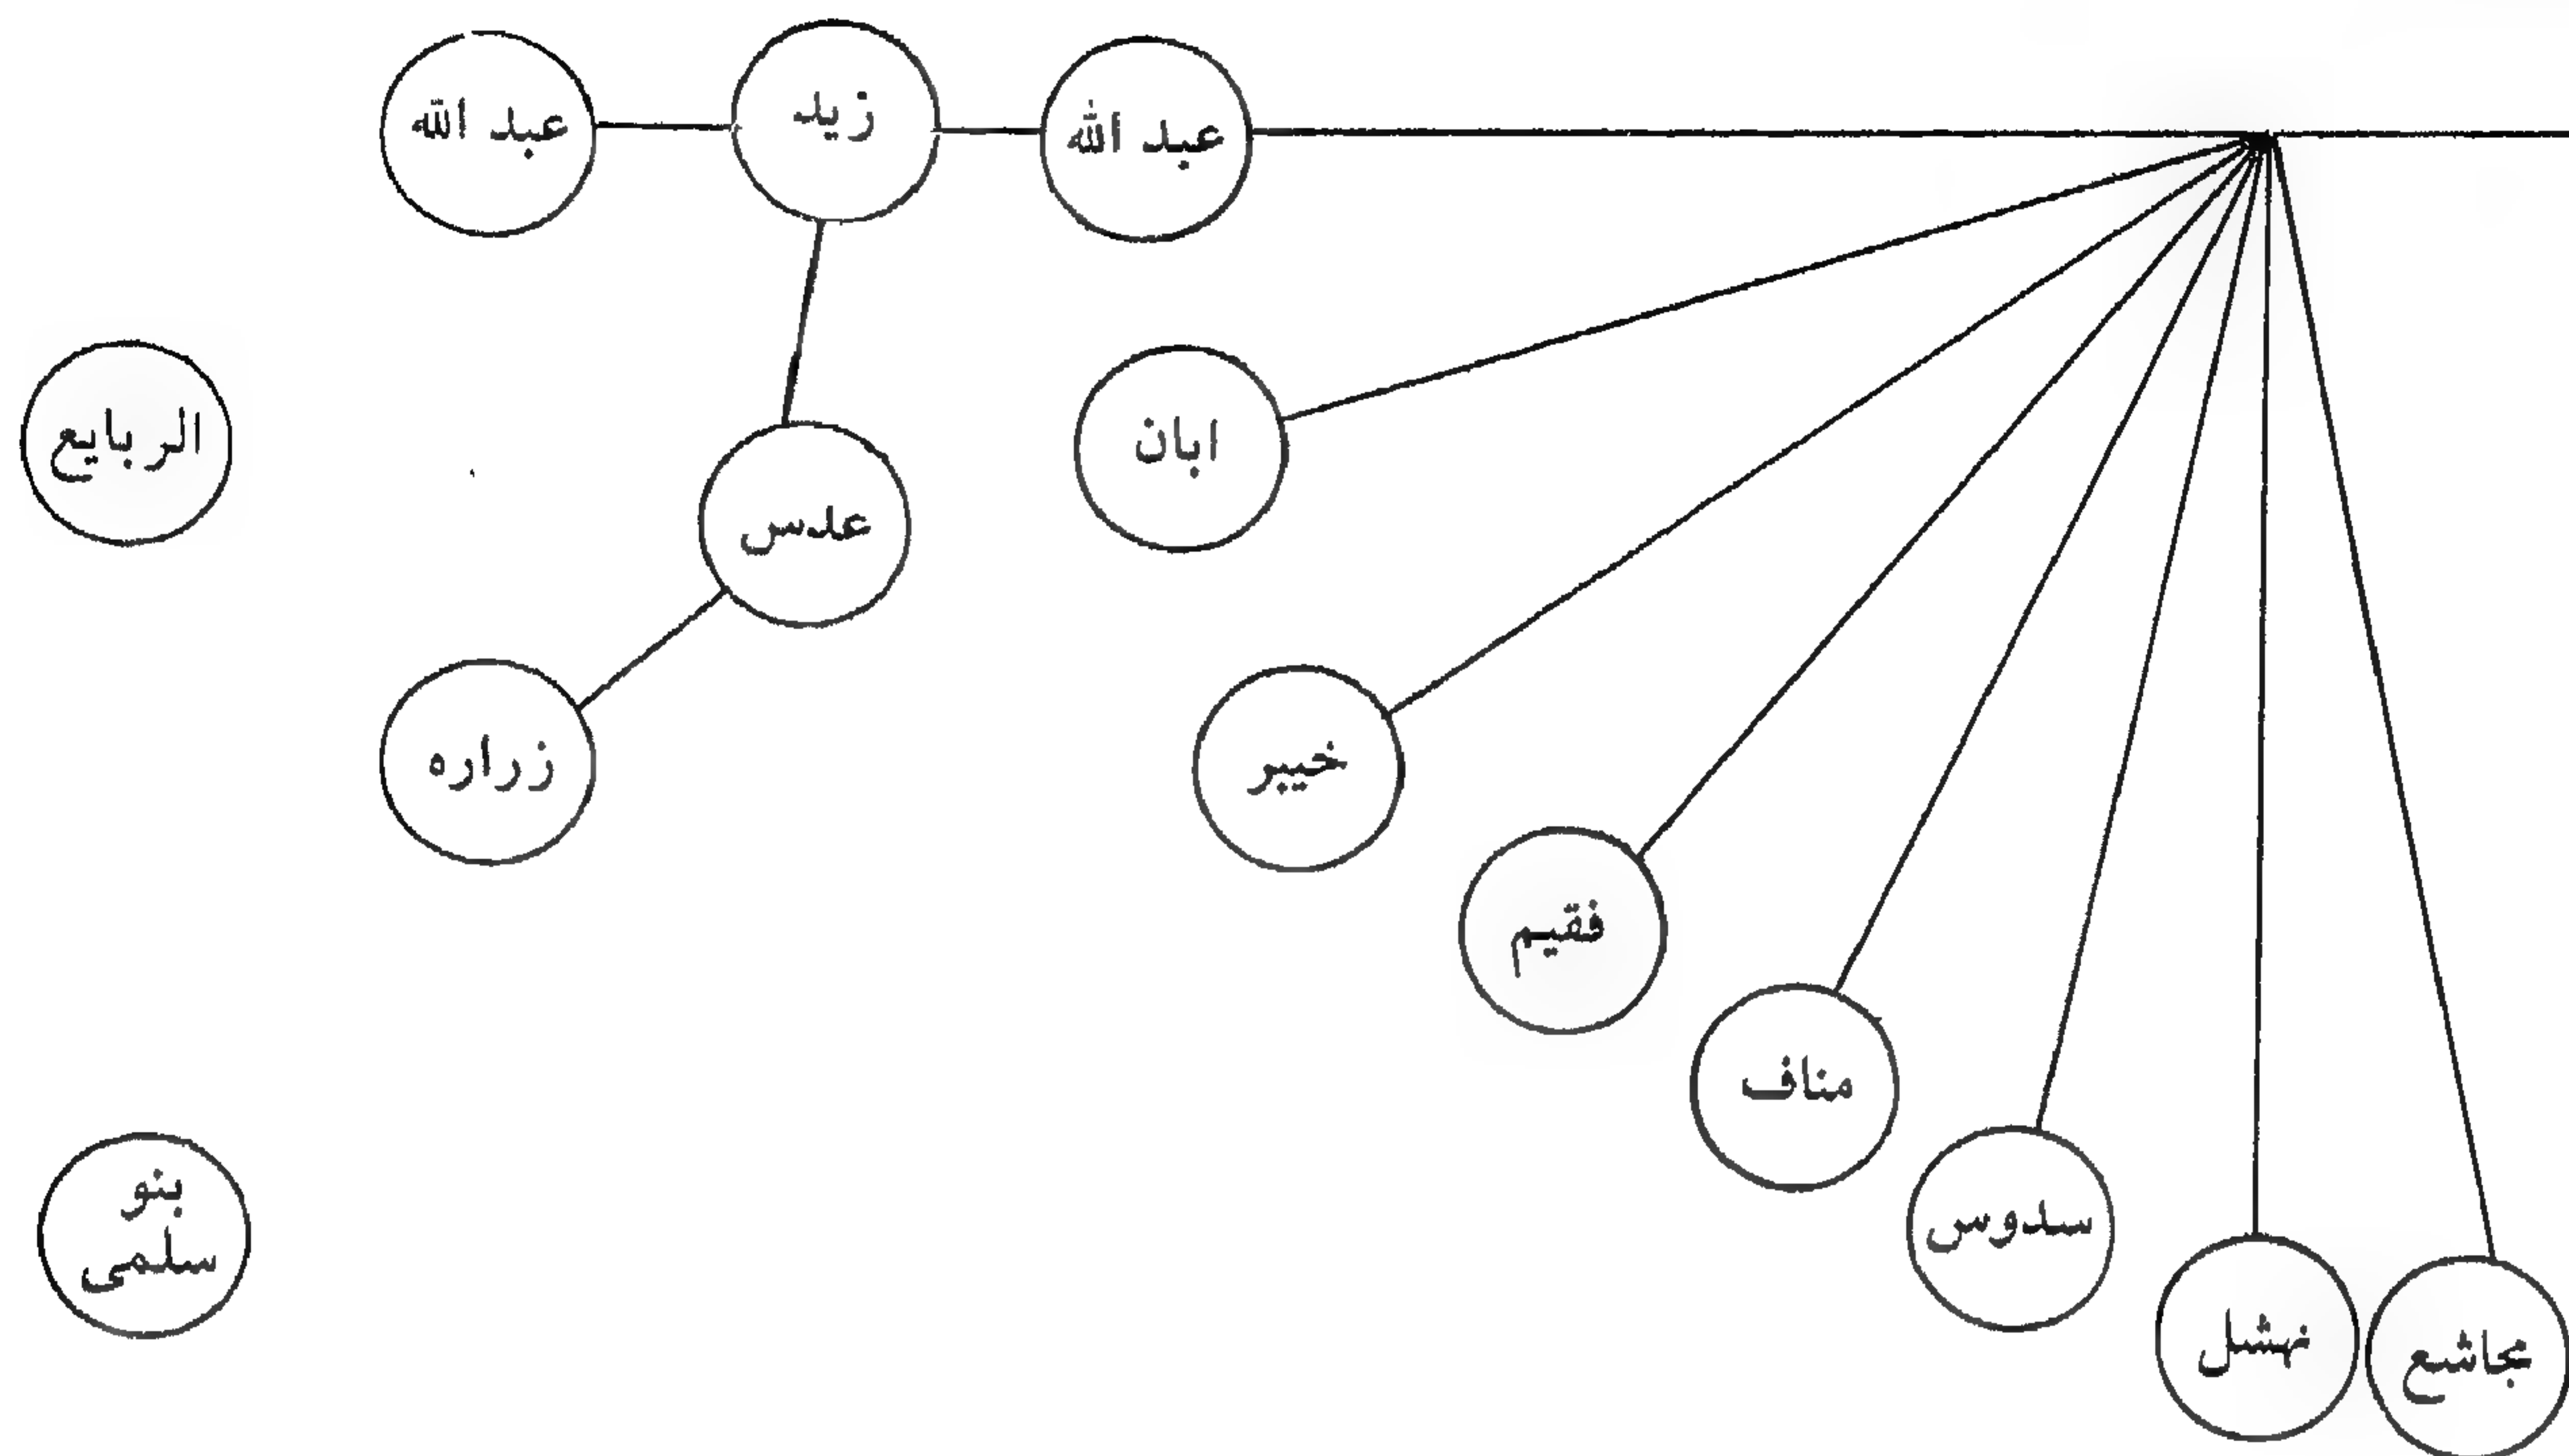 عبد الله
زيد
عبد الله
ابان
الربايع
عدس
زراره
خيبر
فقيم
مناف
سدوس
بنو
سلمى
نهشل
مجاشع